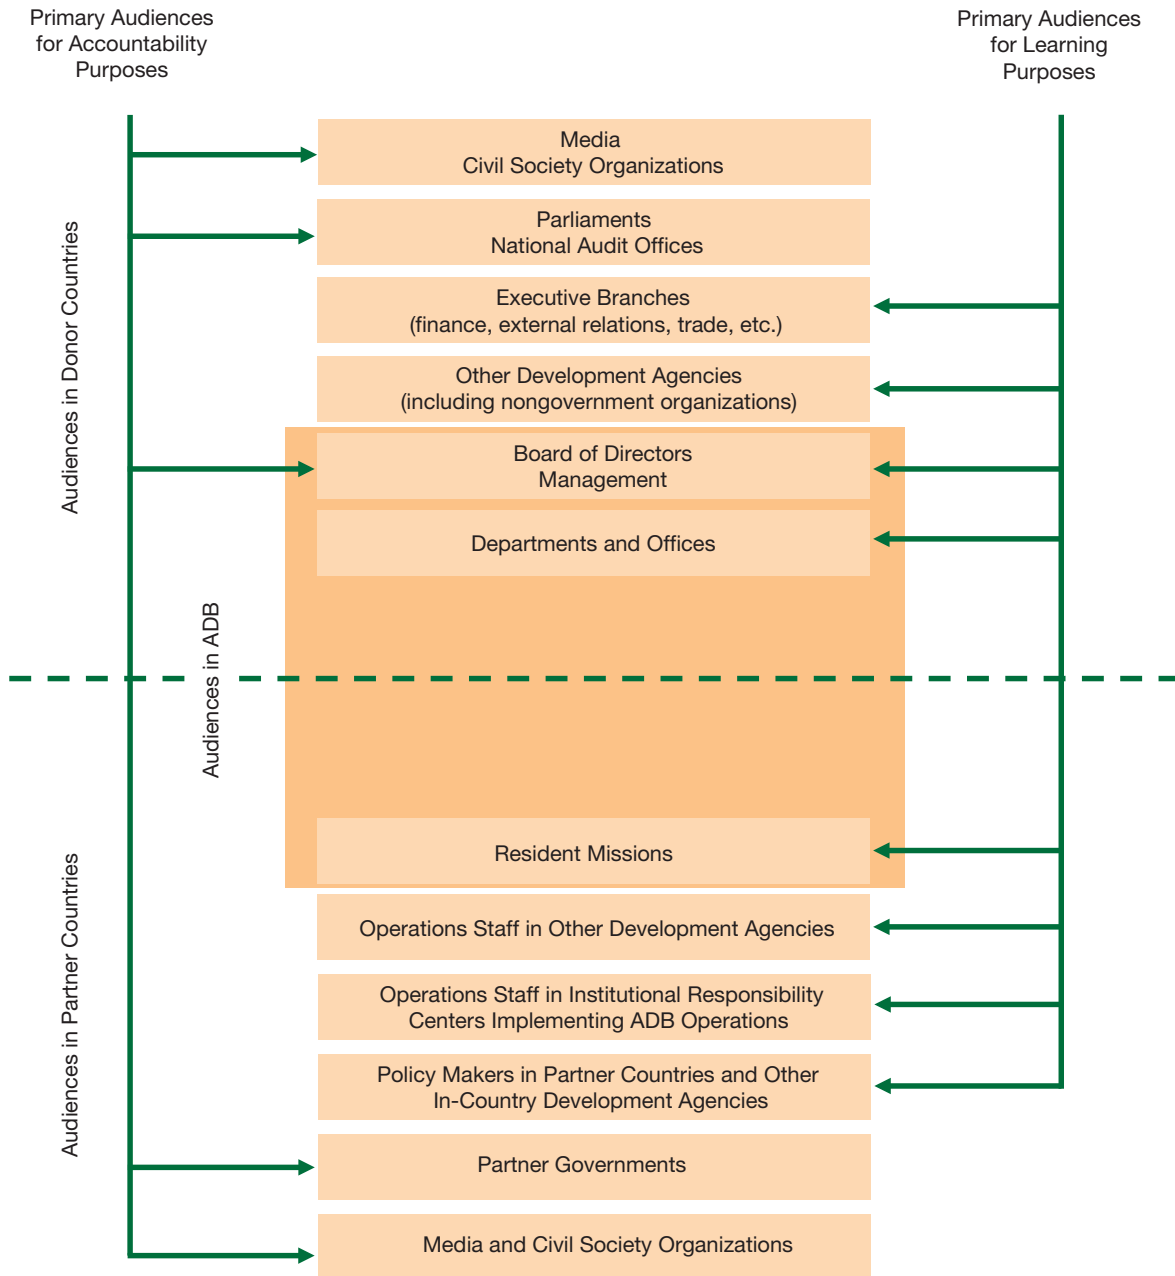 Primary Audiences
for Accountability
Purposes
Primary Audiences
for Learning
Purposes
Audiences in Donor Countries
Audiences in ADB
Audiences in Partner Countries
Media
Civil Society Organizations
Parliaments
National Audit Offices
Executive Branches
(finance, external relations, trade, etc.)
Other Development Agencies
(including nongovernment organizations)
Board of Directors
Management
Departments and Offices
Resident Missions
Operations Staff in Other Development Agencies
Operations Staff in Institutional Responsibility
Centers Implementing ADB Operations
Policy Makers in Partner Countries and Other
In-Country Development Agencies
Partner Governments
Media and Civil Society Organizations